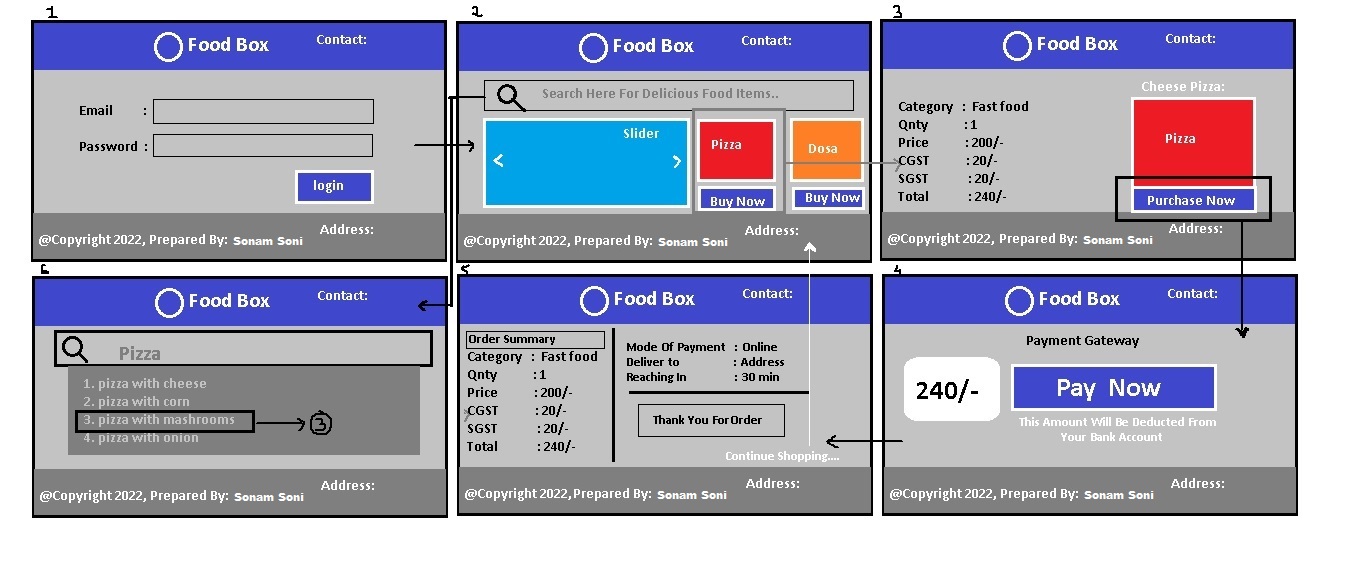 1
Food Box
Contact:
Email :
Password :
login
Address:
@Copyright 2022, Prepared By: Sonam Soni
2
Food Box
Contact:
Search Here For Delicious Food Items..
Slider
< >
Pizza
Dosa
Buy Now
Buy Now
Address:
@Copyright 2022, Prepared By: Sonam Soni
3
Food Box
Contact:
Cheese Pizza:
Category : Fast food
Qnty : 1
Price : 200/-
CGST : 20/-
SGST : 20/-
Total : 240/-
Pizza
Purchase Now
Address:
@Copyright 2022, Prepared By: Sonam Soni
6
Food Box
Contact:
Pizza
1. pizza with cheese
2. pizza with corn
3. pizza with mashrooms
3
4. pizza with onion
Address:
@Copyright 2022, Prepared By: Sonam Soni
5
Food Box
Contact:
Order Summary
Category : Fast food
Qnty : 1
Price : 200/-
CGST : 20/-
SGST : 20/-
Total : 240/-
Mode Of Payment : Online
Deliver to : Address
Reaching In : 30 min
Thank You For Order
Continue Shopping....
Address:
@Copyright 2022, Prepared By: Sonam Soni
4
Food Box
Contact:
Payment Gateway
240/-
Pay Now
This Amount Will Be Deducted From
Your Bank Account
Address:
@Copyright 2022, Prepared By: Sonam Soni